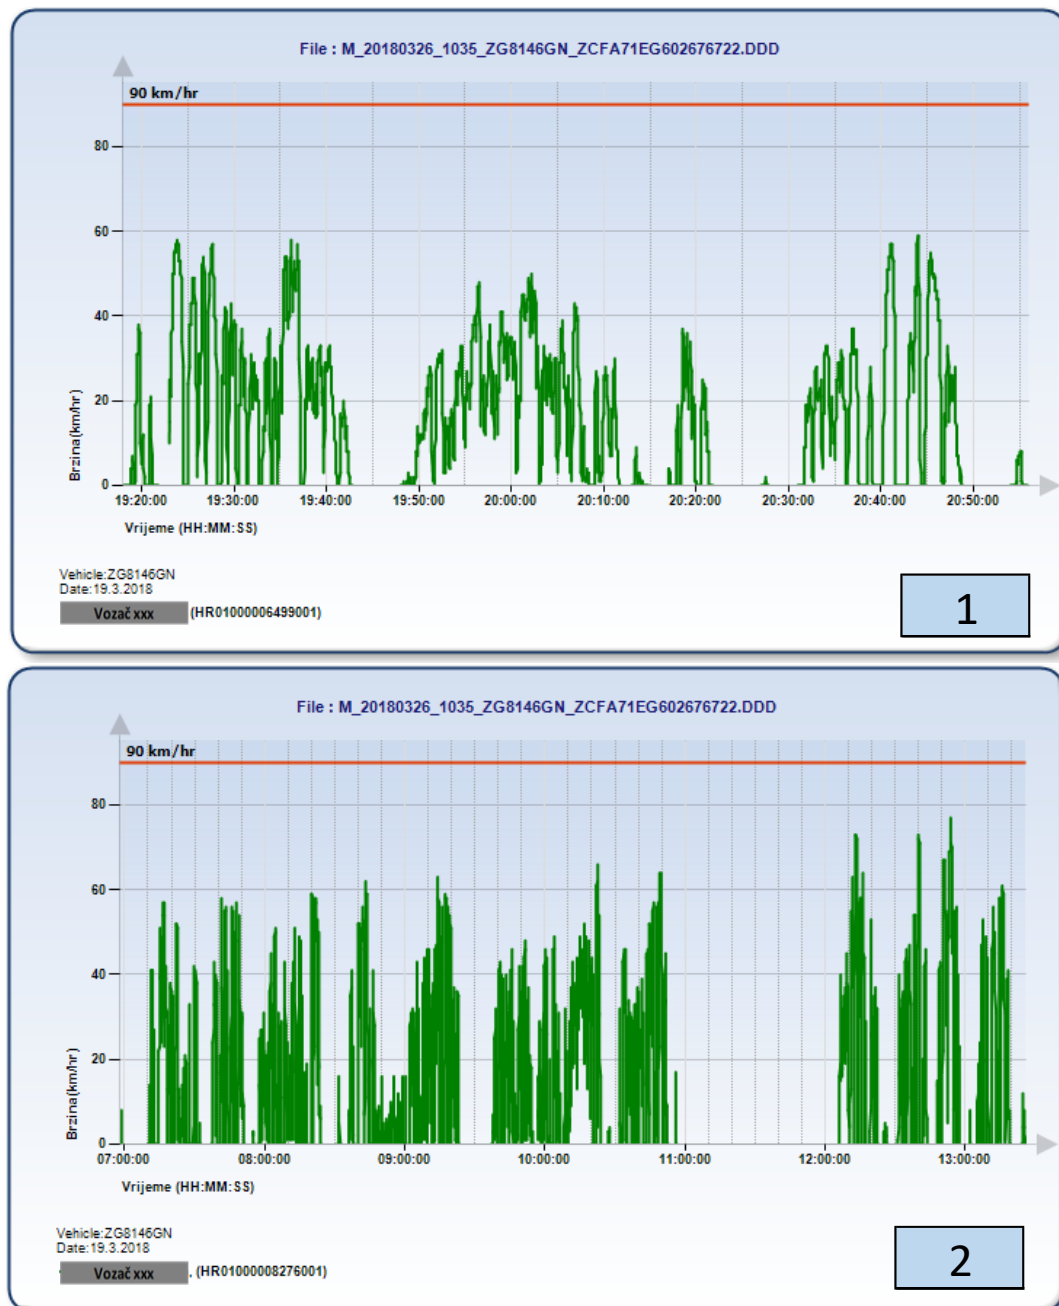 File : M_20180326_1035_ZG8146GN_ZCFA71EG602676722.DDD
90 km/hr
80
60
40
20
0
Brzina(km/hr)
19:20:00 19:30:00 19:40:00 19:50:00 20:00:00 20:10:00 20:20:00 20:30:00 20:40:00 20:50:00
Vrijeme (HH:MM:SS)
Vehicle:ZG8146GN
Date:19.3.2018
Vozač xxx (HR01000006499001)
1
File : M_20180326_1035_ZG8146GN_ZCFA71EG602676722.DDD
90 km/hr
80
60
40
20
0
Brzina(km/hr)
07:00:00 08:00:00 09:00:00 10:00:00 11:00:00 12:00:00 13:00:00
Vrijeme (HH:MM:SS)
Vehicle:ZG8146GN
Date:19.3.2018
Vozač xxx . (HR01000008276001)
2